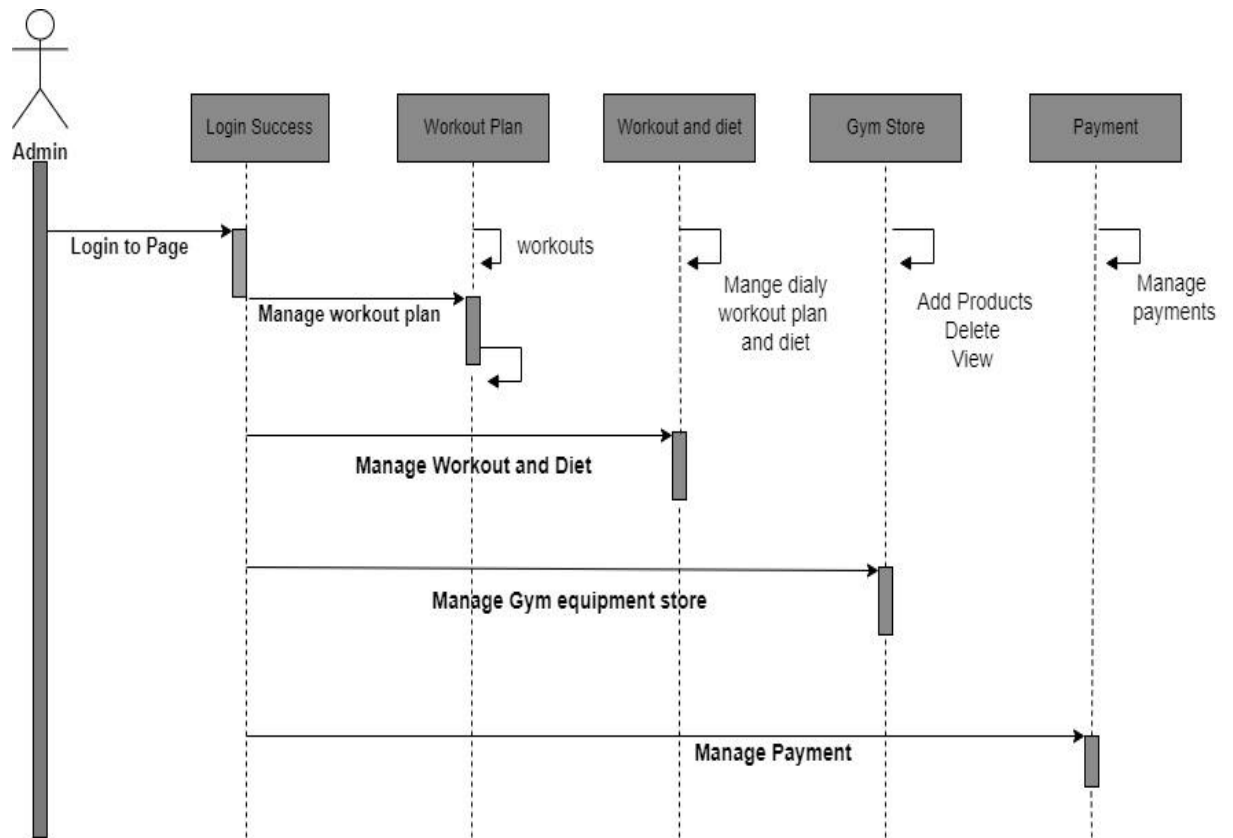 Admin
Login Success
Workout Plan
Workout and diet
Gym Store
Payment
Login to Page
workouts
Mange dialy
workout plan
and diet
Add Products
Delete
View
Manage
payments
Manage workout plan
Manage Workout and Diet
Manage Gym equipment store
Manage Payment